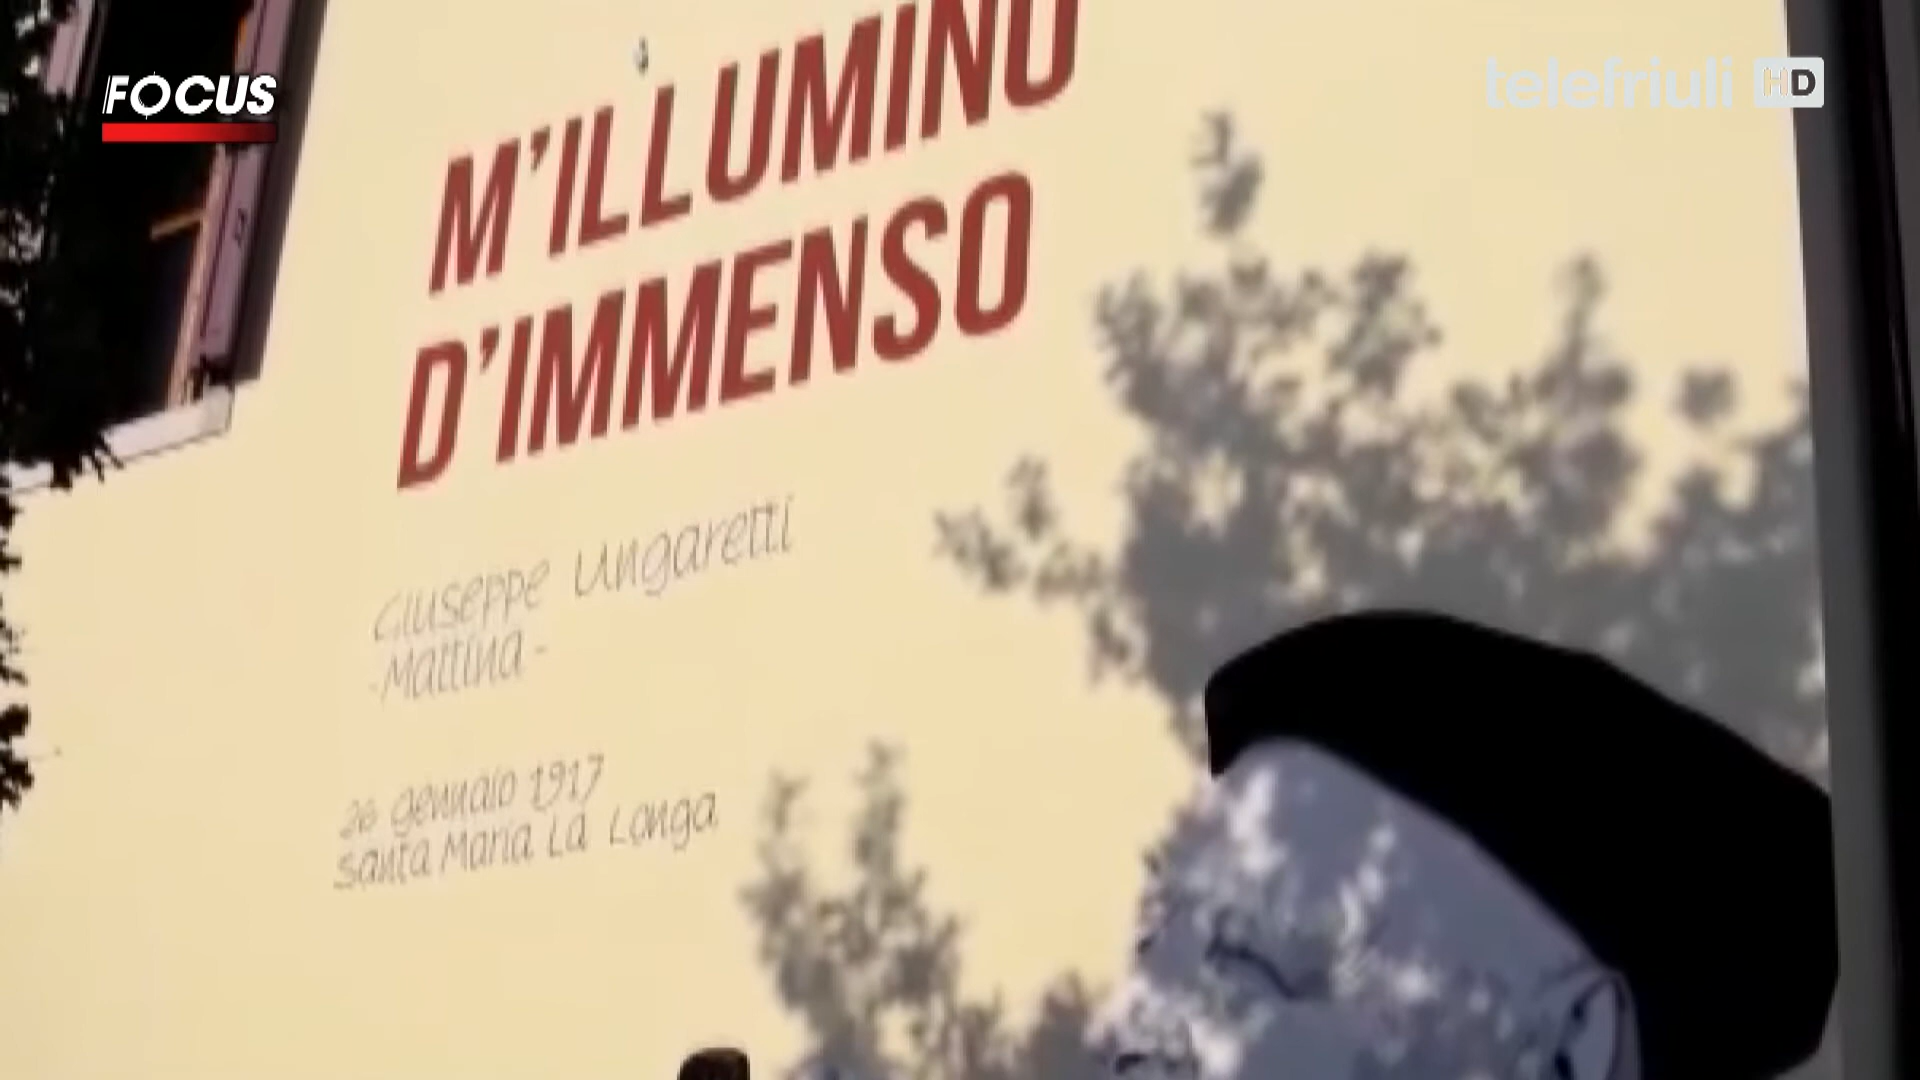 FOCUS
telefriuli HD
M'ILLUMINO
D'IMMENSO
Giuseppe Ungaretti
-Mattina-
26 gennaio 1917
Santa Maria La Longa